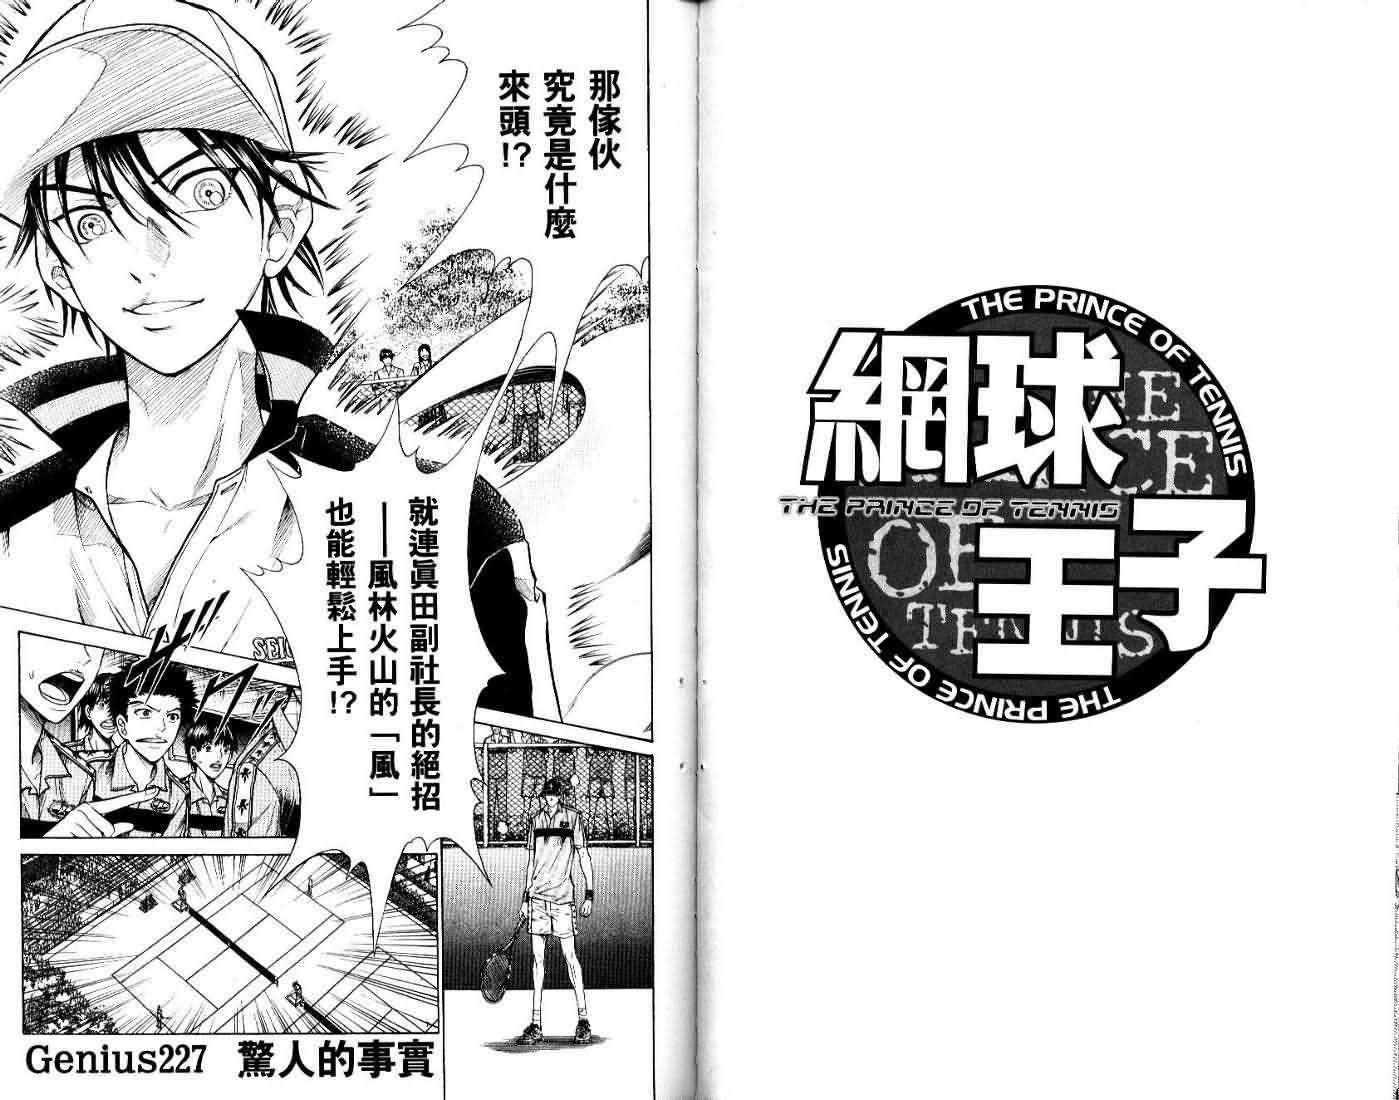 THE PRINCE OF TENNIS
網球
THE PRINCE OF TENNIS
王子
THE PRINCE OF TENNIS
OF
TENNIS
那傢伙
究竟是什麼
來頭!?
就連眞田副社長的絕招
——風林火山的「風」
也能輕鬆上手!?
Genius227 驚人的事實